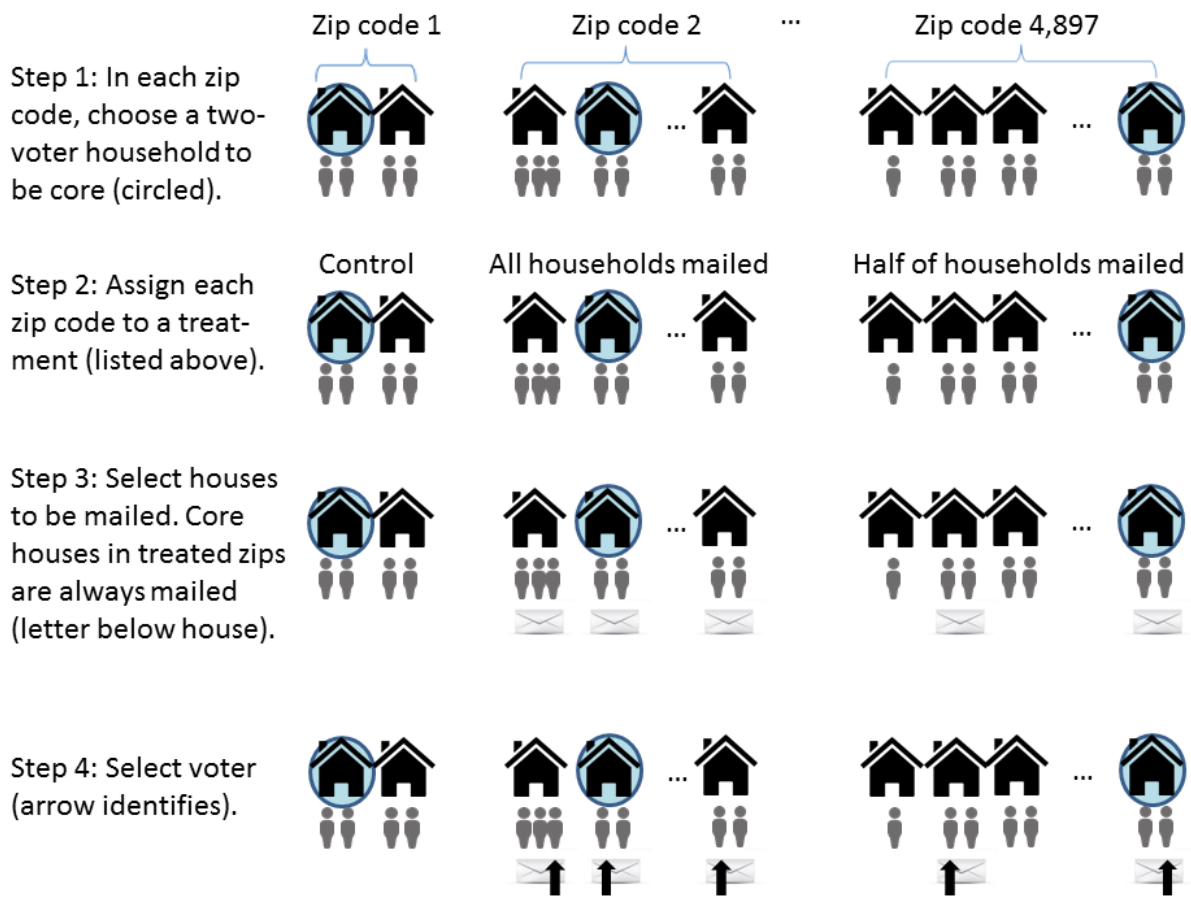 Zip code 1
Zip code 2
...
Zip code 4,897
Step 1: In each zip
code, choose a two-
voter household to
be core (circled).
...
...
Control
All households mailed
Half of households mailed
Step 2: Assign each
zip code to a treat-
ment (listed above).
...
...
Step 3: Select houses
to be mailed. Core
houses in treated zips
are always mailed
(letter below house).
...
...
Step 4: Select voter
(arrow identifies).
...
...